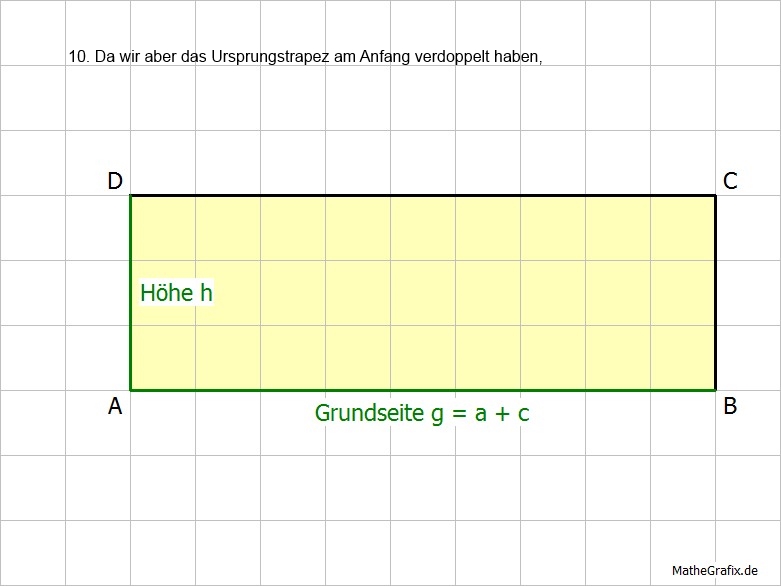 10. Da wir aber das Ursprungstrapez am Anfang verdoppelt haben,
D
C
Höhe h
A
B
Grundseite g = a + c
MatheGrafix.de